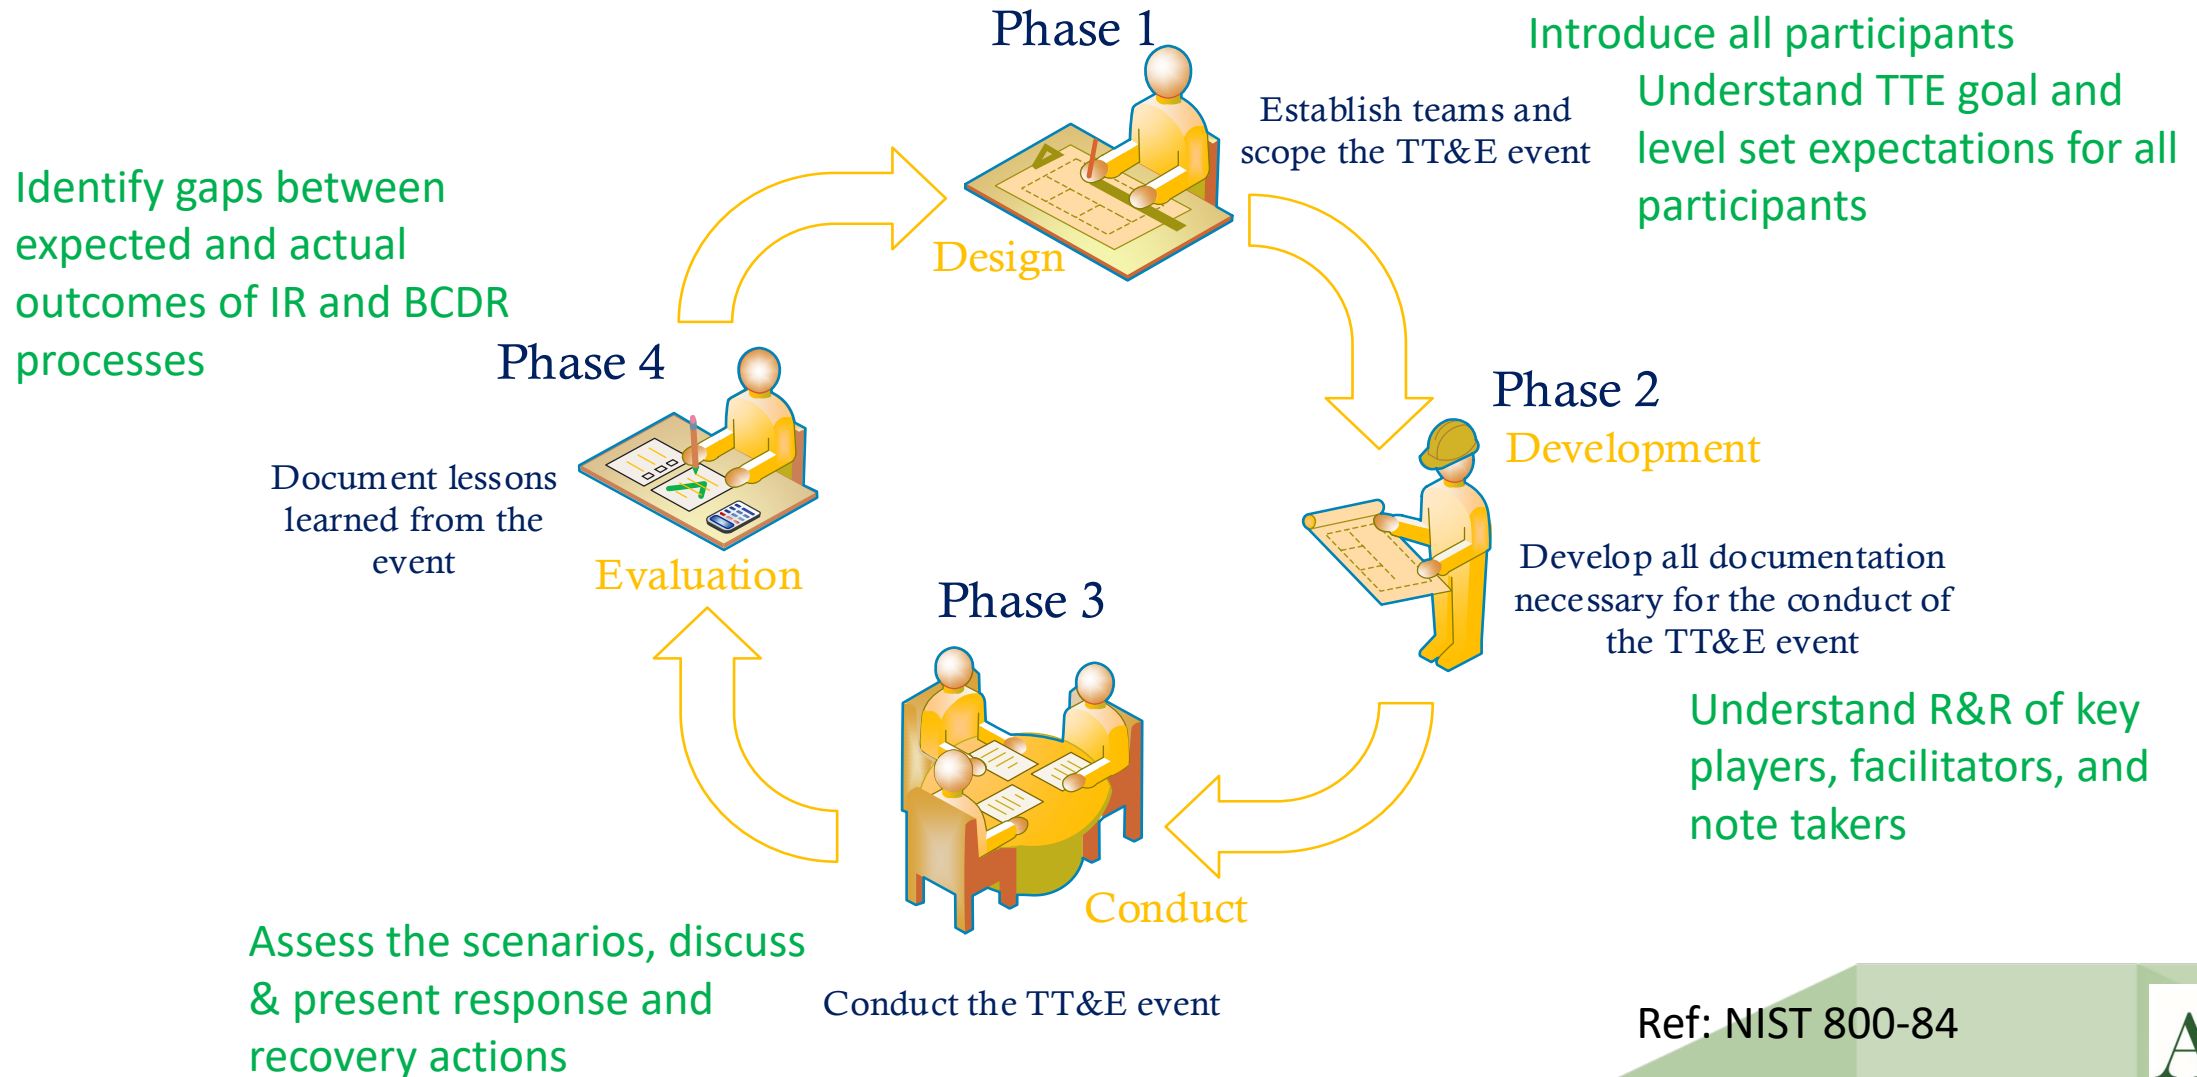 Phase 1
Design
Establish teams and
scope the TT&E event
Introduce all participants
Understand TTE goal and
level set expectations for all
participants
Phase 2
Development
Develop all documentation
necessary for the conduct of
the TT&E event
Understand R&R of key
players, facilitators, and
note takers
Phase 3
Conduct
Conduct the TT&E event
Assess the scenarios, discuss
& present response and
recovery actions
Phase 4
Evaluation
Document lessons
learned from the
event
Identify gaps between
expected and actual
outcomes of IR and BCDR
processes
Ref: NIST 800-84
A